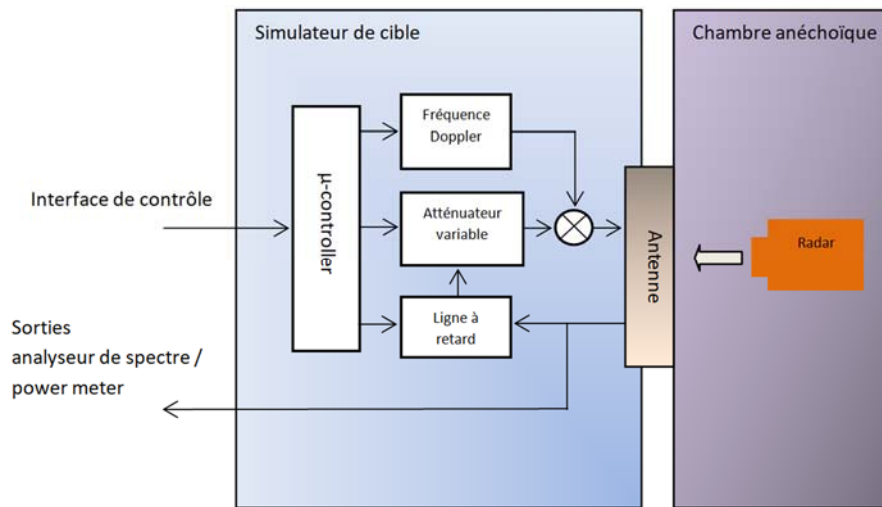 Simulateur de cible
Chambre anéchoïque
Fréquence
Doppler
Interface de contrôle
µ-controller
Atténuateur
variable
Antenne
Radar
Ligne à
retard
Sorties
analyseur de spectre /
power meter